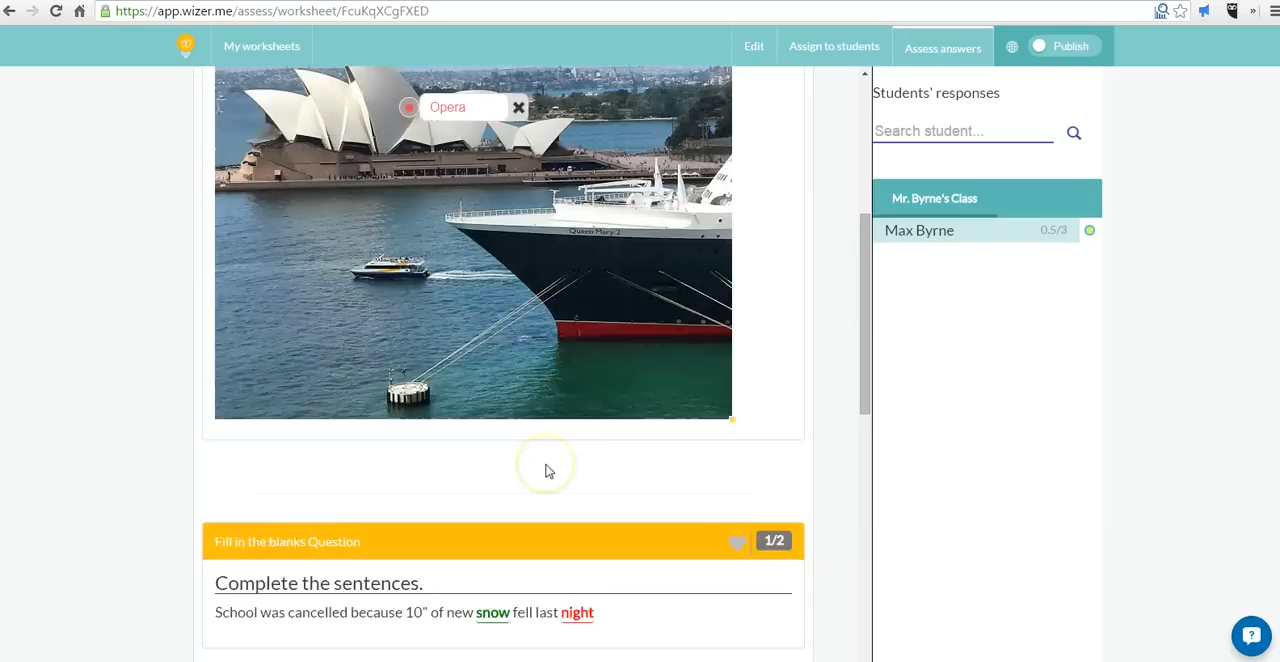 https://app.wizer.me/assess/worksheet/FcuKqXCgFXED
My worksheets
Edit
Assign to students
Assess answers
Publish
Students' responses
Search student...
Mr. Byrne's Class
Max Byrne 0.5/3
Opera
Queen Mary 2
Fill in the blanks Question
1/2
Complete the sentences.
School was cancelled because 10" of new snow fell last night